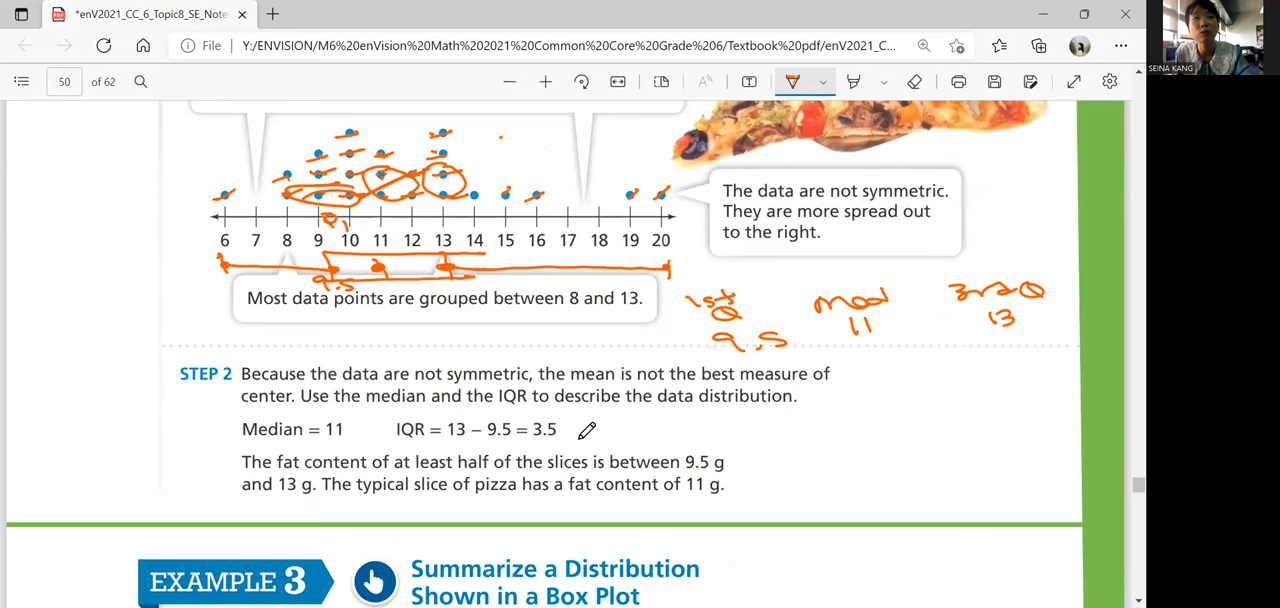 *enV2021_CC_6_Topic8_SE_Note
File
Y:/ENVISION/M6%20enVision%20Math%202021%20Common%20Core%20Grade%206/Textbook%20pdf/enV2021_C...
SEINA KANG
50 of 62
The data are not symmetric.
They are more spread out
to the right.
Q1
6 7 8 9 10 11 12 13 14 15 16 17 18 19 20
9.5
Most data points are grouped between 8 and 13.
1st
Q
9.5
med
11
3rd Q
13
STEP 2 Because the data are not symmetric, the mean is not the best measure of
center. Use the median and the IQR to describe the data distribution.
Median = 11 IQR = 13 − 9.5 = 3.5
The fat content of at least half of the slices is between 9.5 g
and 13 g. The typical slice of pizza has a fat content of 11 g.
EXAMPLE 3
Summarize a Distribution
Shown in a Box Plot